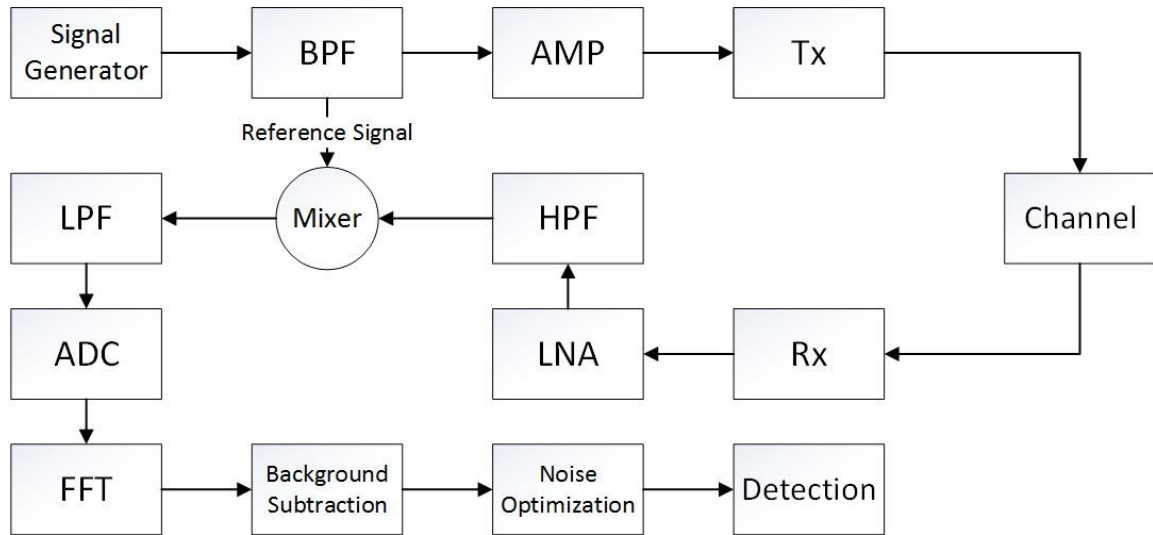 Signal
Generator
BPF
AMP
Tx
Reference Signal
LPF
Mixer
HPF
Channel
ADC
LNA
Rx
FFT
Background
Subtraction
Noise
Optimization
Detection